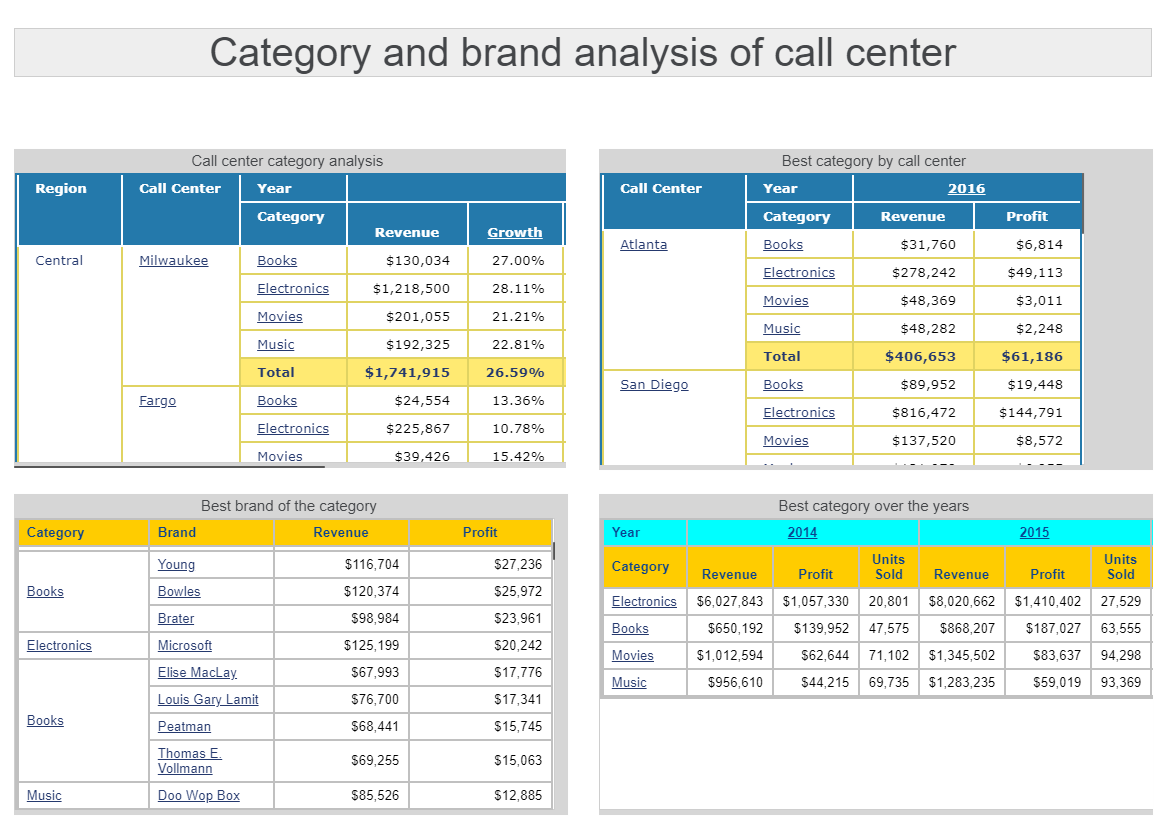 Category and brand analysis of call center
Call center category analysis
Region Call Center Year
Category Revenue Growth
Central Milwaukee Books $130,034 27.00%
Electronics $1,218,500 28.11%
Movies $201,055 21.21%
Music $192,325 22.81%
Total $1,741,915 26.59%
Fargo Books $24,554 13.36%
Electronics $225,867 10.78%
Movies $39,426 15.42%
Best category by call center
Call Center Year 2016
Category Revenue Profit
Atlanta Books $31,760 $6,814
Electronics $278,242 $49,113
Movies $48,369 $3,011
Music $48,282 $2,248
Total $406,653 $61,186
San Diego Books $89,952 $19,448
Electronics $816,472 $144,791
Movies $137,520 $8,572
Best brand of the category
Category Brand Revenue Profit
Books Young $116,704 $27,236
Bowles $120,374 $25,972
Brater $98,984 $23,961
Electronics Microsoft $125,199 $20,242
Books Elise MacLay $67,993 $17,776
Louis Gary Lamit $76,700 $17,341
Peatman $68,441 $15,745
Thomas E.
Vollmann $69,255 $15,063
Music Doo Wop Box $85,526 $12,885
Best category over the years
Year 2014 2015
Category Revenue Profit Units Sold Revenue Profit Units Sold
Electronics $6,027,843 $1,057,330 20,801 $8,020,662 $1,410,402 27,529
Books $650,192 $139,952 47,575 $868,207 $187,027 63,555
Movies $1,012,594 $62,644 71,102 $1,345,502 $83,637 94,298
Music $956,610 $44,215 69,735 $1,283,235 $59,019 93,369